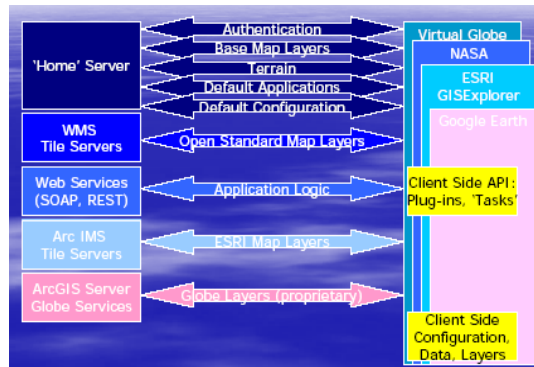 'Home' Server
Authentication
Base Map Layers
Terrain
Default Applications
Default Configuration
WMS
Tile Servers
Open Standard Map Layers
Web Services
(SOAP, REST)
Application Logic
Arc IMS
Tile Servers
ESRI Map Layers
ArcGIS Server
Globe Services
Globe Layers (proprietary)
Virtual Globe
NASA
ESRI
GISExplorer
Google Earth
Client Side API:
Plug-ins, 'Tasks'
Client Side
Configuration,
Data, Layers